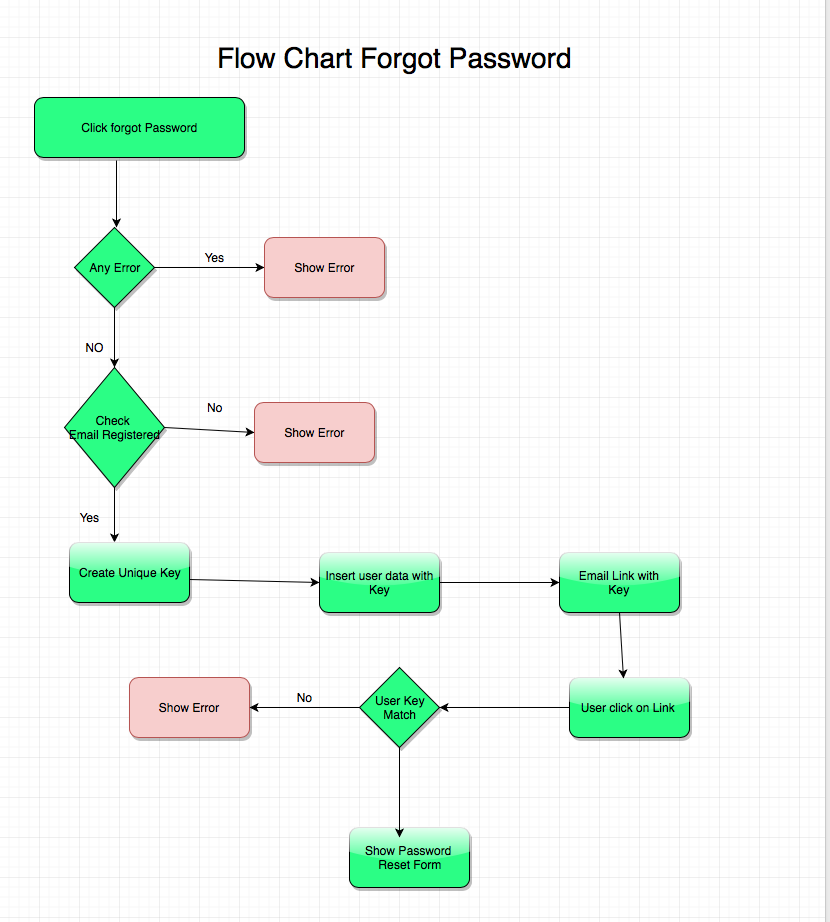 Flow Chart Forgot Password
Click forgot Password
Any Error
Yes
Show Error
NO
Check
Email Registered
No
Show Error
Yes
Create Unique Key
Insert user data with
Key
Email Link with
Key
User click on Link
User Key
Match
No
Show Error
Show Password
Reset Form